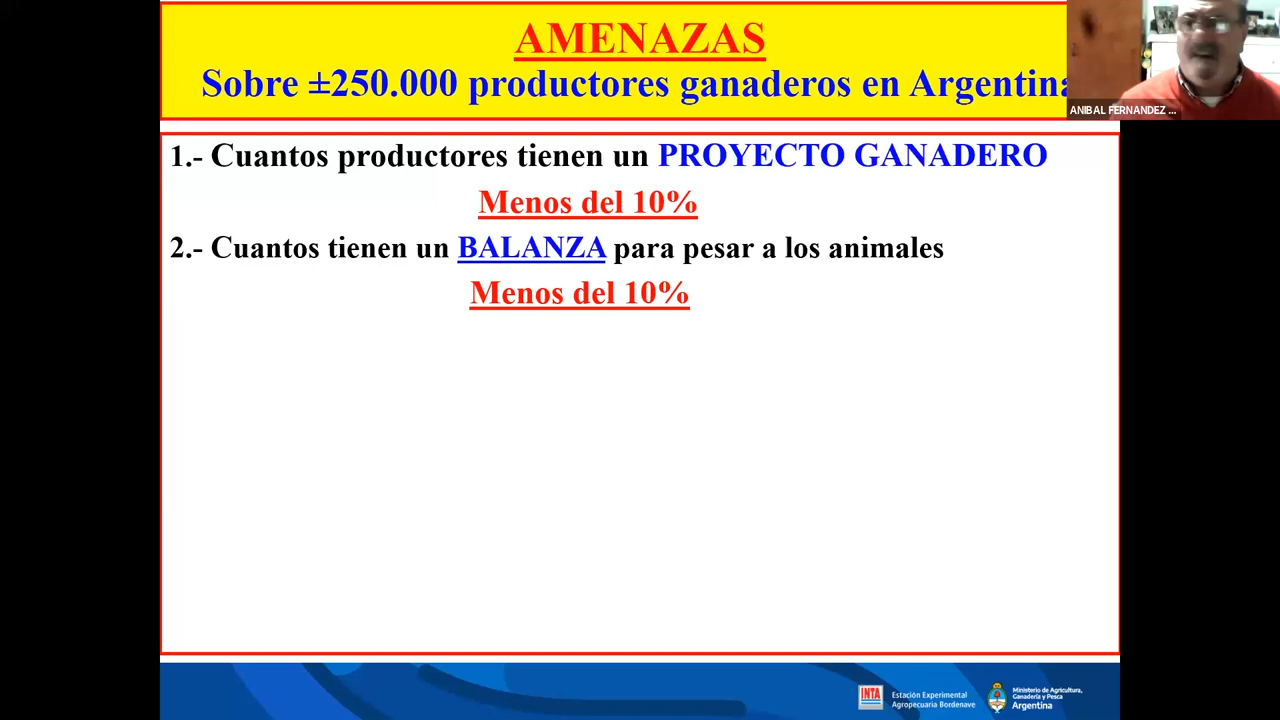 AMENAZAS
Sobre ±250.000 productores ganaderos en Argentina
ANIBAL FERNANDEZ ...
1.- Cuantos productores tienen un PROYECTO GANADERO
Menos del 10%
2.- Cuantos tienen un BALANZA para pesar a los animales
Menos del 10%
INTA
Estación Experimental
Agropecuaria Bordenave
Ministerio de Agricultura,
Ganadería y Pesca
Argentina